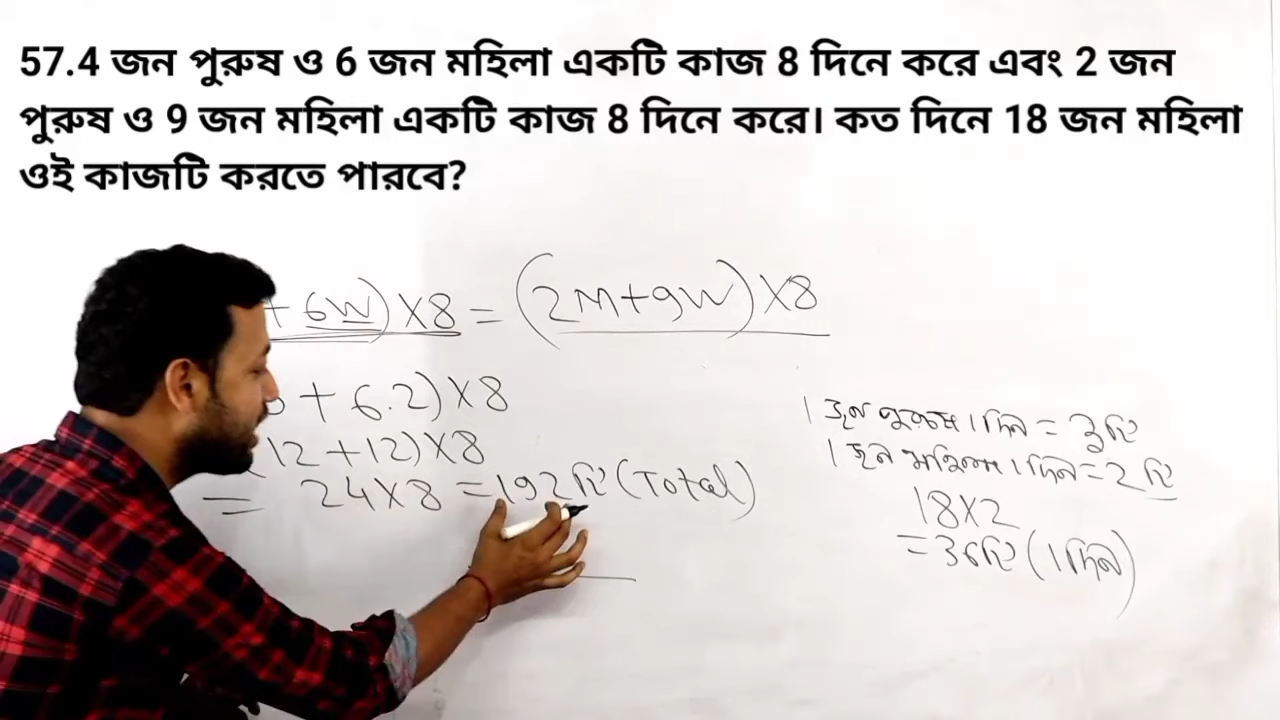 57.4 জন পুরুষ ও 6 জন মহিলা একটি কাজ 8 দিনে করে এবং 2 জন
পুরুষ ও 9 জন মহিলা একটি কাজ 8 দিনে করে। কত দিনে 18 জন মহিলা
ওই কাজটি করতে পারবে?
+ 6W) X8 = (2M+9W) X8
+ 6.2) X8
12 +12) X8
= 24X8 =192 টি (Total)
1 জন পুরুষ 1 দিন = 3 টি
1 জন মহিলা 1 দিন = 2 টি
18X2
= 36 টি (1 দিন)